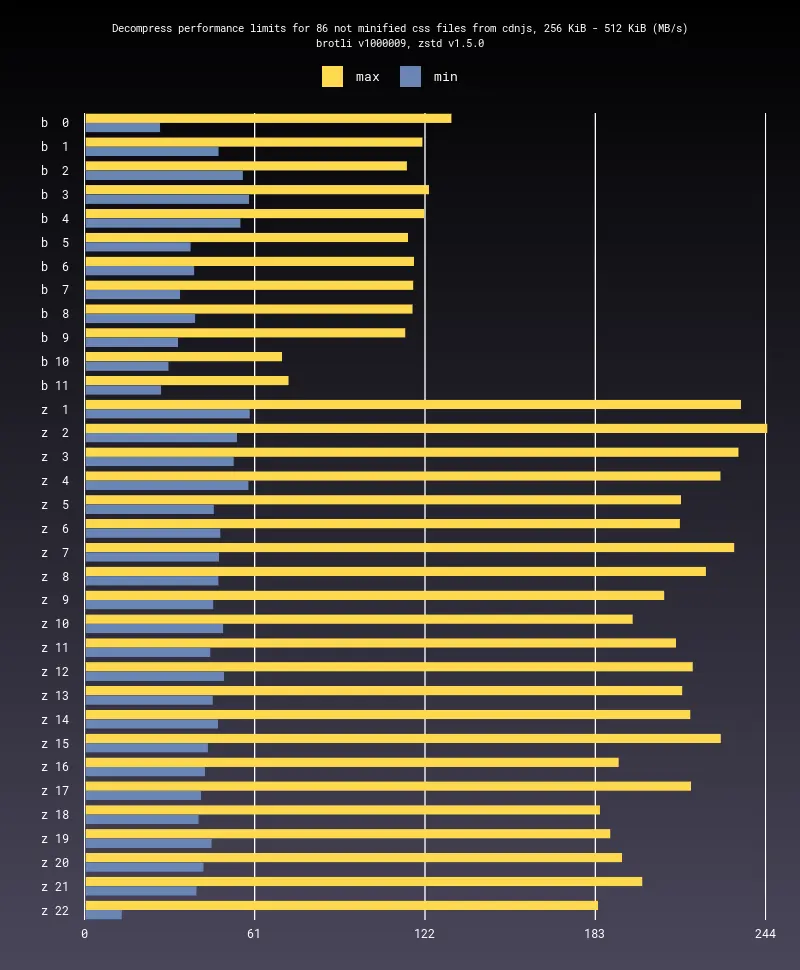 Decompress performance limits for 86 not minified css files from cdnjs, 256 KiB - 512 KiB (MB/s)
brotli v1000009, zstd v1.5.0
max min
b 0
b 1
b 2
b 3
b 4
b 5
b 6
b 7
b 8
b 9
b 10
b 11
z 1
z 2
z 3
z 4
z 5
z 6
z 7
z 8
z 9
z 10
z 11
z 12
z 13
z 14
z 15
z 16
z 17
z 18
z 19
z 20
z 21
z 22
0 61 122 183 244